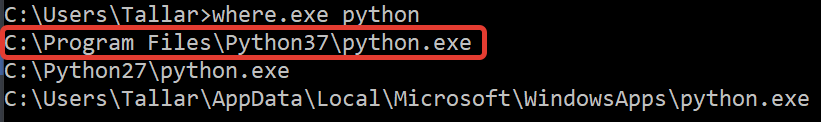 C:\Users\Tallar>where.exe python
C:\Program Files\Python37\python.exe
C:\Python27\python.exe
C:\Users\Tallar\AppData\Local\Microsoft\WindowsApps\python.exe